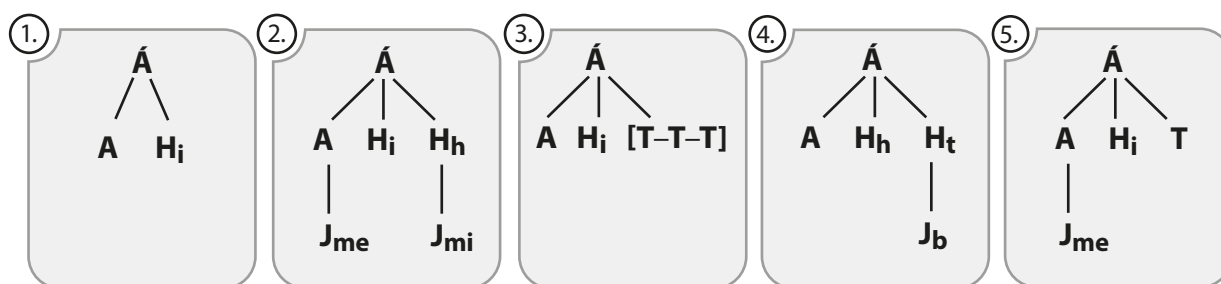 1. 2. 3. 4. 5.
Á Á Á Á Á
A Hi A Hi Hh A Hi [T–T–T] A Hh Ht A Hi T
Jme Jmi Jb Jme